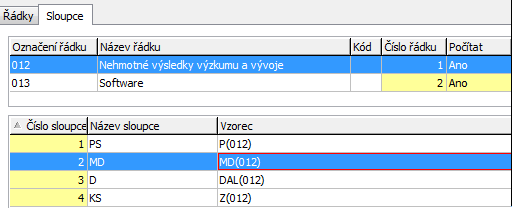 Řádky Sloupce
Označení řádku Název řádku Kód Číslo řádku Počítat
012 Nehmotné výsledky výzkumu a vývoje 1 Ano
013 Software 2 Ano
Číslo sloupce Název sloupce Vzorec
1 PS P(012)
2 MD MD(012)
3 D DAL(012)
4 KS Z(012)